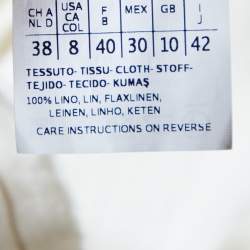 CH A USA F MEX GB I
NL D CA COL B J
38 8 40 30 10 42
TESSUTO- TISSU- CLOTH- STOFF-
TEJIDO- TECIDO- KUMAŞ
100% LINO, LIN, FLAXLINEN,
LEINEN, LINHO, KETEN
CARE INSTRUCTIONS ON REVERSE